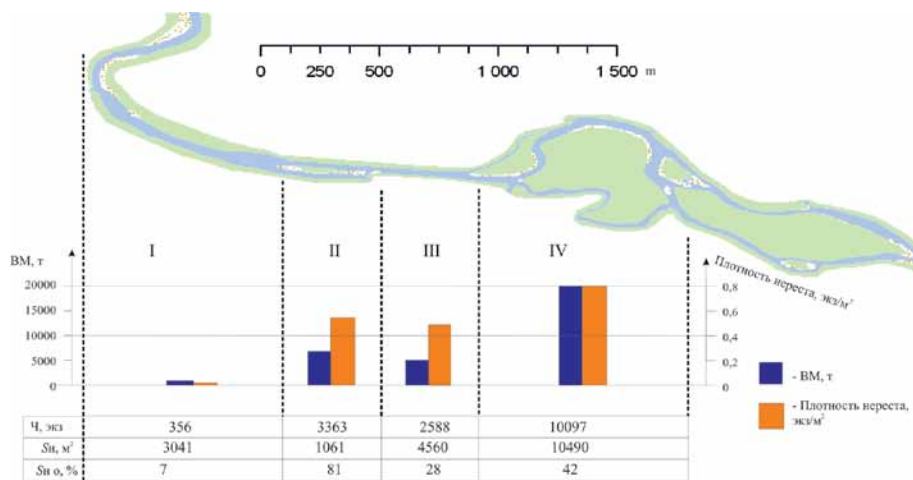 0 250 500 1 000 1 500 m
I II III IV
ВМ, т
20000
15000
10000
5000
0
Плотность нереста, экз/м²
0,8
0,6
0,4
0,2
0
- ВМ, т
- Плотность нереста,
экз/м²
Ч, экз 356 3363 2588 10097
Sн, м² 3041 1061 4560 10490
Sн о, % 7 81 28 42